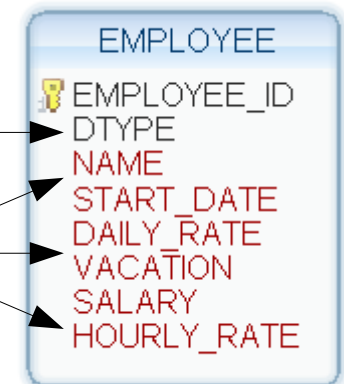 EMPLOYEE
EMPLOYEE_ID
DTYPE
NAME
START_DATE
DAILY_RATE
VACATION
SALARY
HOURLY_RATE